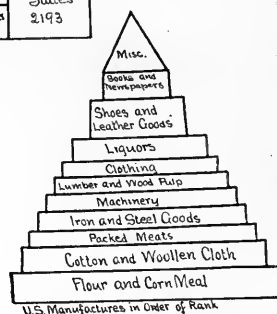 2193
Misc.
Books and
Newspapers
Shoes and
Leather Goods
Liquors
Clothing
Lumber and Wood Pulp
Machinery
Iron and Steel Goods
Packed Meats
Cotton and Woollen Cloth
Flour and Corn Meal
U.S. Manufactures in Order of Rank